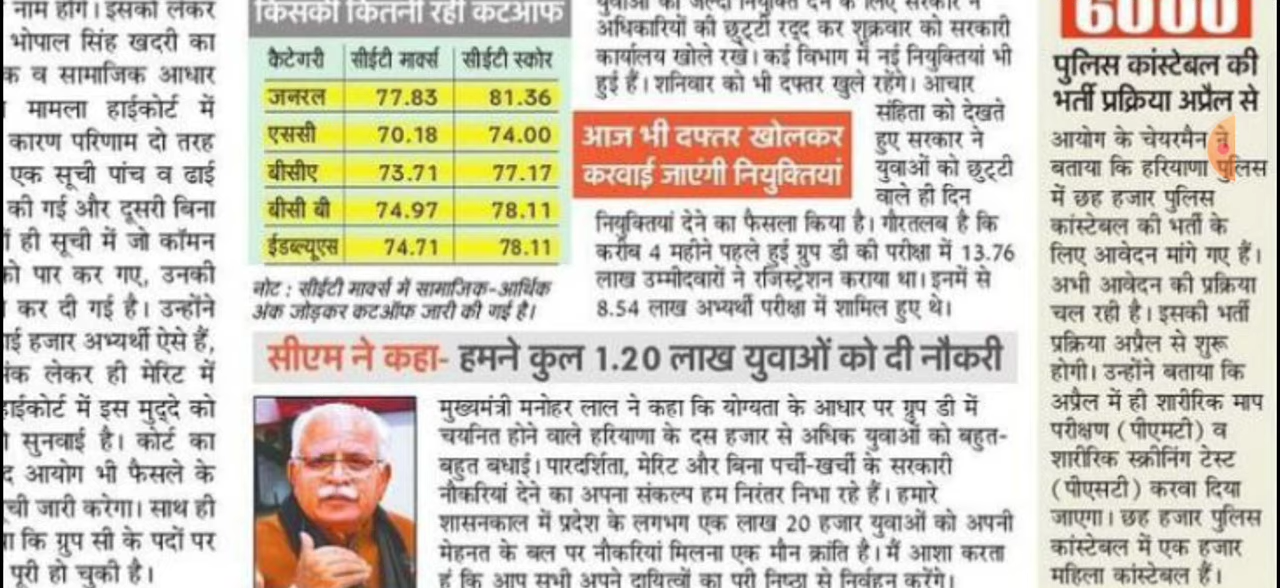 नाम होंगे। इसको लेकर
भोपाल सिंह खदरी का
क व सामाजिक आधार
मामला हाईकोर्ट में
कारण परिणाम दो तरह
एक सूची पांच व ढाई
की गई और दूसरी बिना
ही सूची में जो कॉमन
को पार कर गए, उनकी
कर दी गई है। उन्होंने
ाई हजार अभ्यर्थी ऐसे हैं,
ंक लेकर ही मेरिट में
हाईकोर्ट में इस मुद्दे को
सुनवाई है। कोर्ट का
द आयोग भी फैसले के
ची जारी करेगा। साथ ही
ा कि ग्रुप सी के पदों पर
पूरी हो चुकी है।
किसकी कितनी रही कटऑफ
कैटेगरी सीईटी मार्क्स सीईटी स्कोर
जनरल 77.83 81.36
एससी 70.18 74.00
बीसीए 73.71 77.17
बीसी बी 74.97 78.11
ईडब्ल्यूएस 74.71 78.11
नोट : सीईटी मार्क्स में सामाजिक-आर्थिक
अंक जोड़कर कटऑफ जारी की गई है।
युवाओं को जल्दी नियुक्ति देने के लिए सरकार ने
अधिकारियों की छुट्टी रद्द कर शुक्रवार को सरकारी
कार्यालय खोले रखे। कई विभाग में नई नियुक्तियां भी
हुई हैं। शनिवार को भी दफ्तर खुले रहेंगे। आचार
संहिता को देखते
हुए सरकार ने
युवाओं को छुट्टी
वाले ही दिन
आज भी दफ्तर खोलकर
करवाई जाएंगी नियुक्तियां
नियुक्तियां देने का फैसला किया है। गौरतलब है कि
करीब 4 महीने पहले हुई ग्रुप डी की परीक्षा में 13.76
लाख उम्मीदवारों ने रजिस्ट्रेशन कराया था। इनमें से
8.54 लाख अभ्यर्थी परीक्षा में शामिल हुए थे।
सीएम ने कहा- हमने कुल 1.20 लाख युवाओं को दी नौकरी
मुख्यमंत्री मनोहर लाल ने कहा कि योग्यता के आधार पर ग्रुप डी में
चयनित होने वाले हरियाणा के दस हजार से अधिक युवाओं को बहुत-
बहुत बधाई। पारदर्शिता, मेरिट और बिना पर्ची-खर्ची के सरकारी
नौकरियां देने का अपना संकल्प हम निरंतर निभा रहे हैं। हमारे
शासनकाल में प्रदेश के लगभग एक लाख 20 हजार युवाओं को अपनी
मेहनत के बल पर नौकरियां मिलना एक मौन क्रांति है। मैं आशा करता
हूं कि आप सभी अपने दायित्वों का पूरी निष्ठा से निर्वहन करेंगे।
6000
पुलिस कांस्टेबल की
भर्ती प्रक्रिया अप्रैल से
आयोग के चेयरमैन ने
बताया कि हरियाणा पुलिस
में छह हजार पुलिस
कांस्टेबल की भर्ती के
लिए आवेदन मांगे गए हैं।
अभी आवेदन की प्रक्रिया
चल रही है। इसकी भर्ती
प्रक्रिया अप्रैल से शुरू
होगी। उन्होंने बताया कि
अप्रैल में ही शारीरिक माप
परीक्षण (पीएमटी) व
शारीरिक स्क्रीनिंग टेस्ट
(पीएसटी) करवा दिया
जाएगा। छह हजार पुलिस
कांस्टेबल में एक हजार
महिला कांस्टेबल हैं।